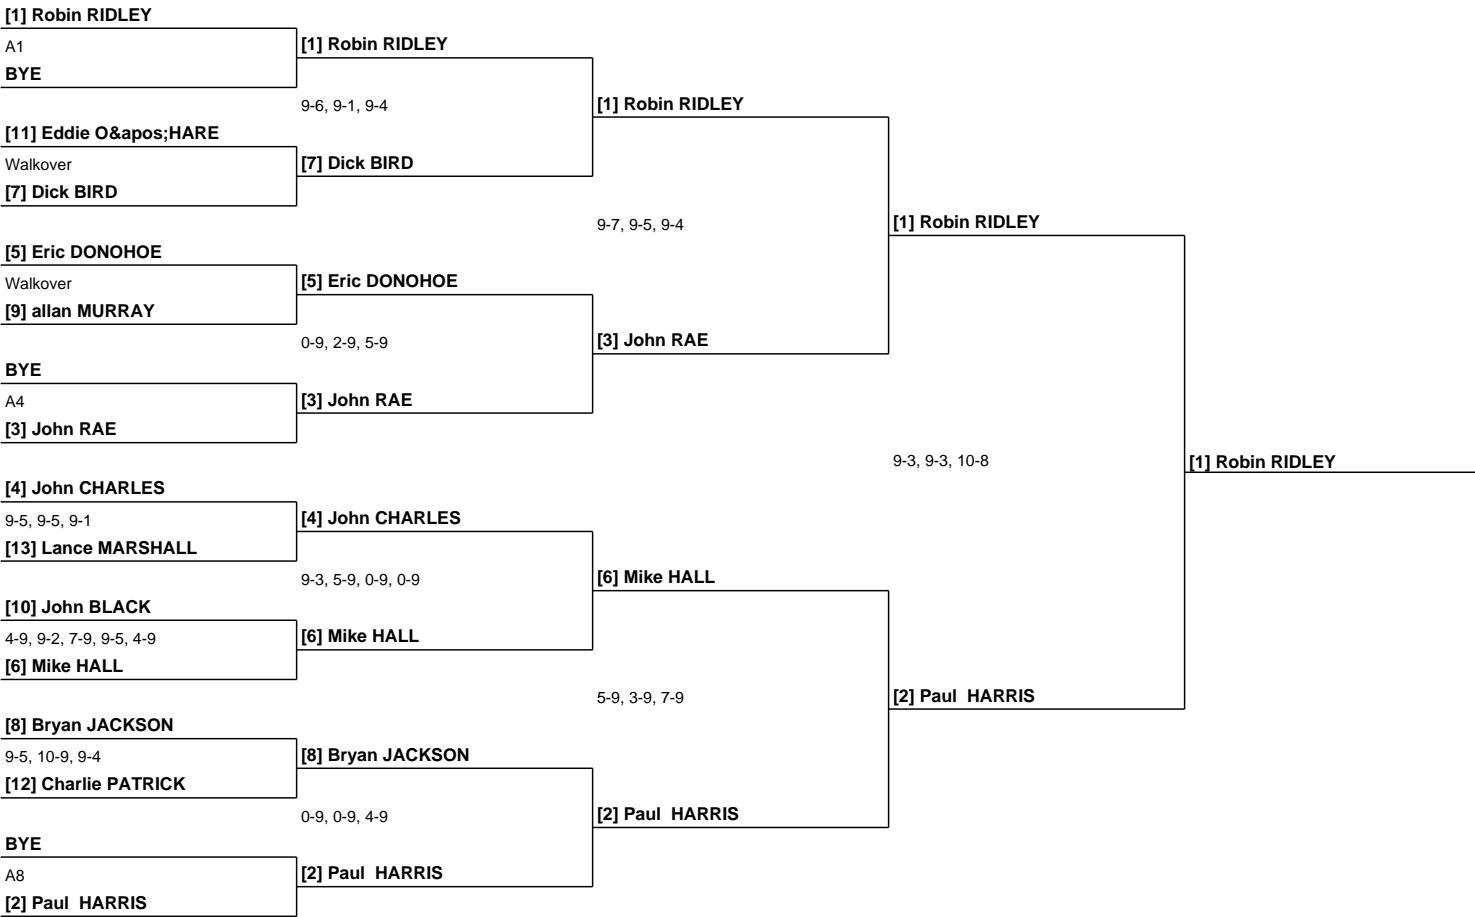 [1] Robin RIDLEY
A1
BYE
[1] Robin RIDLEY
9-6, 9-1, 9-4
[11] Eddie O&apos;HARE
Walkover
[7] Dick BIRD
[7] Dick BIRD
[1] Robin RIDLEY
9-7, 9-5, 9-4
[5] Eric DONOHOE
Walkover
[9] allan MURRAY
[5] Eric DONOHOE
0-9, 2-9, 5-9
BYE
A4
[3] John RAE
[3] John RAE
[3] John RAE
[1] Robin RIDLEY
9-3, 9-3, 10-8
[1] Robin RIDLEY
[4] John CHARLES
9-5, 9-5, 9-1
[13] Lance MARSHALL
[4] John CHARLES
9-3, 5-9, 0-9, 0-9
[10] John BLACK
4-9, 9-2, 7-9, 9-5, 4-9
[6] Mike HALL
[6] Mike HALL
[6] Mike HALL
5-9, 3-9, 7-9
[8] Bryan JACKSON
9-5, 10-9, 9-4
[12] Charlie PATRICK
[8] Bryan JACKSON
0-9, 0-9, 4-9
BYE
A8
[2] Paul  HARRIS
[2] Paul  HARRIS
[2] Paul  HARRIS
[2] Paul  HARRIS